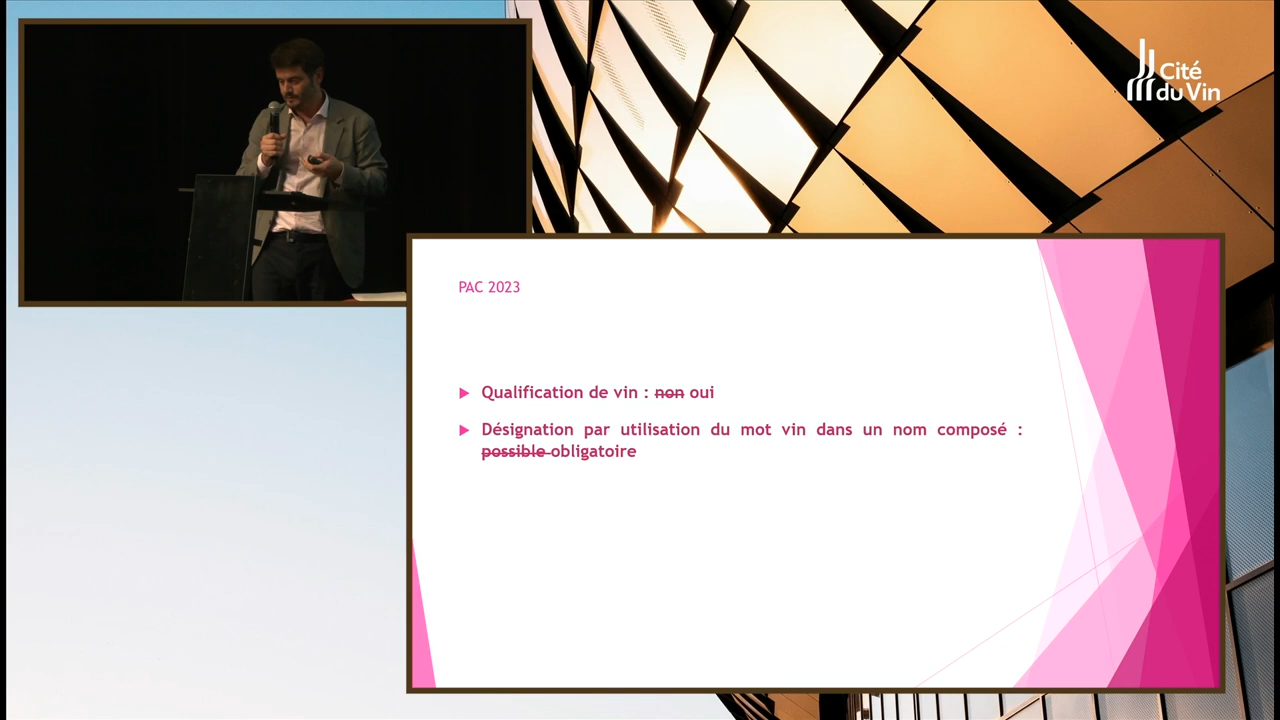 Cité
du Vin
PAC 2023
Qualification de vin : non oui
Désignation par utilisation du mot vin dans un nom composé :
possible obligatoire